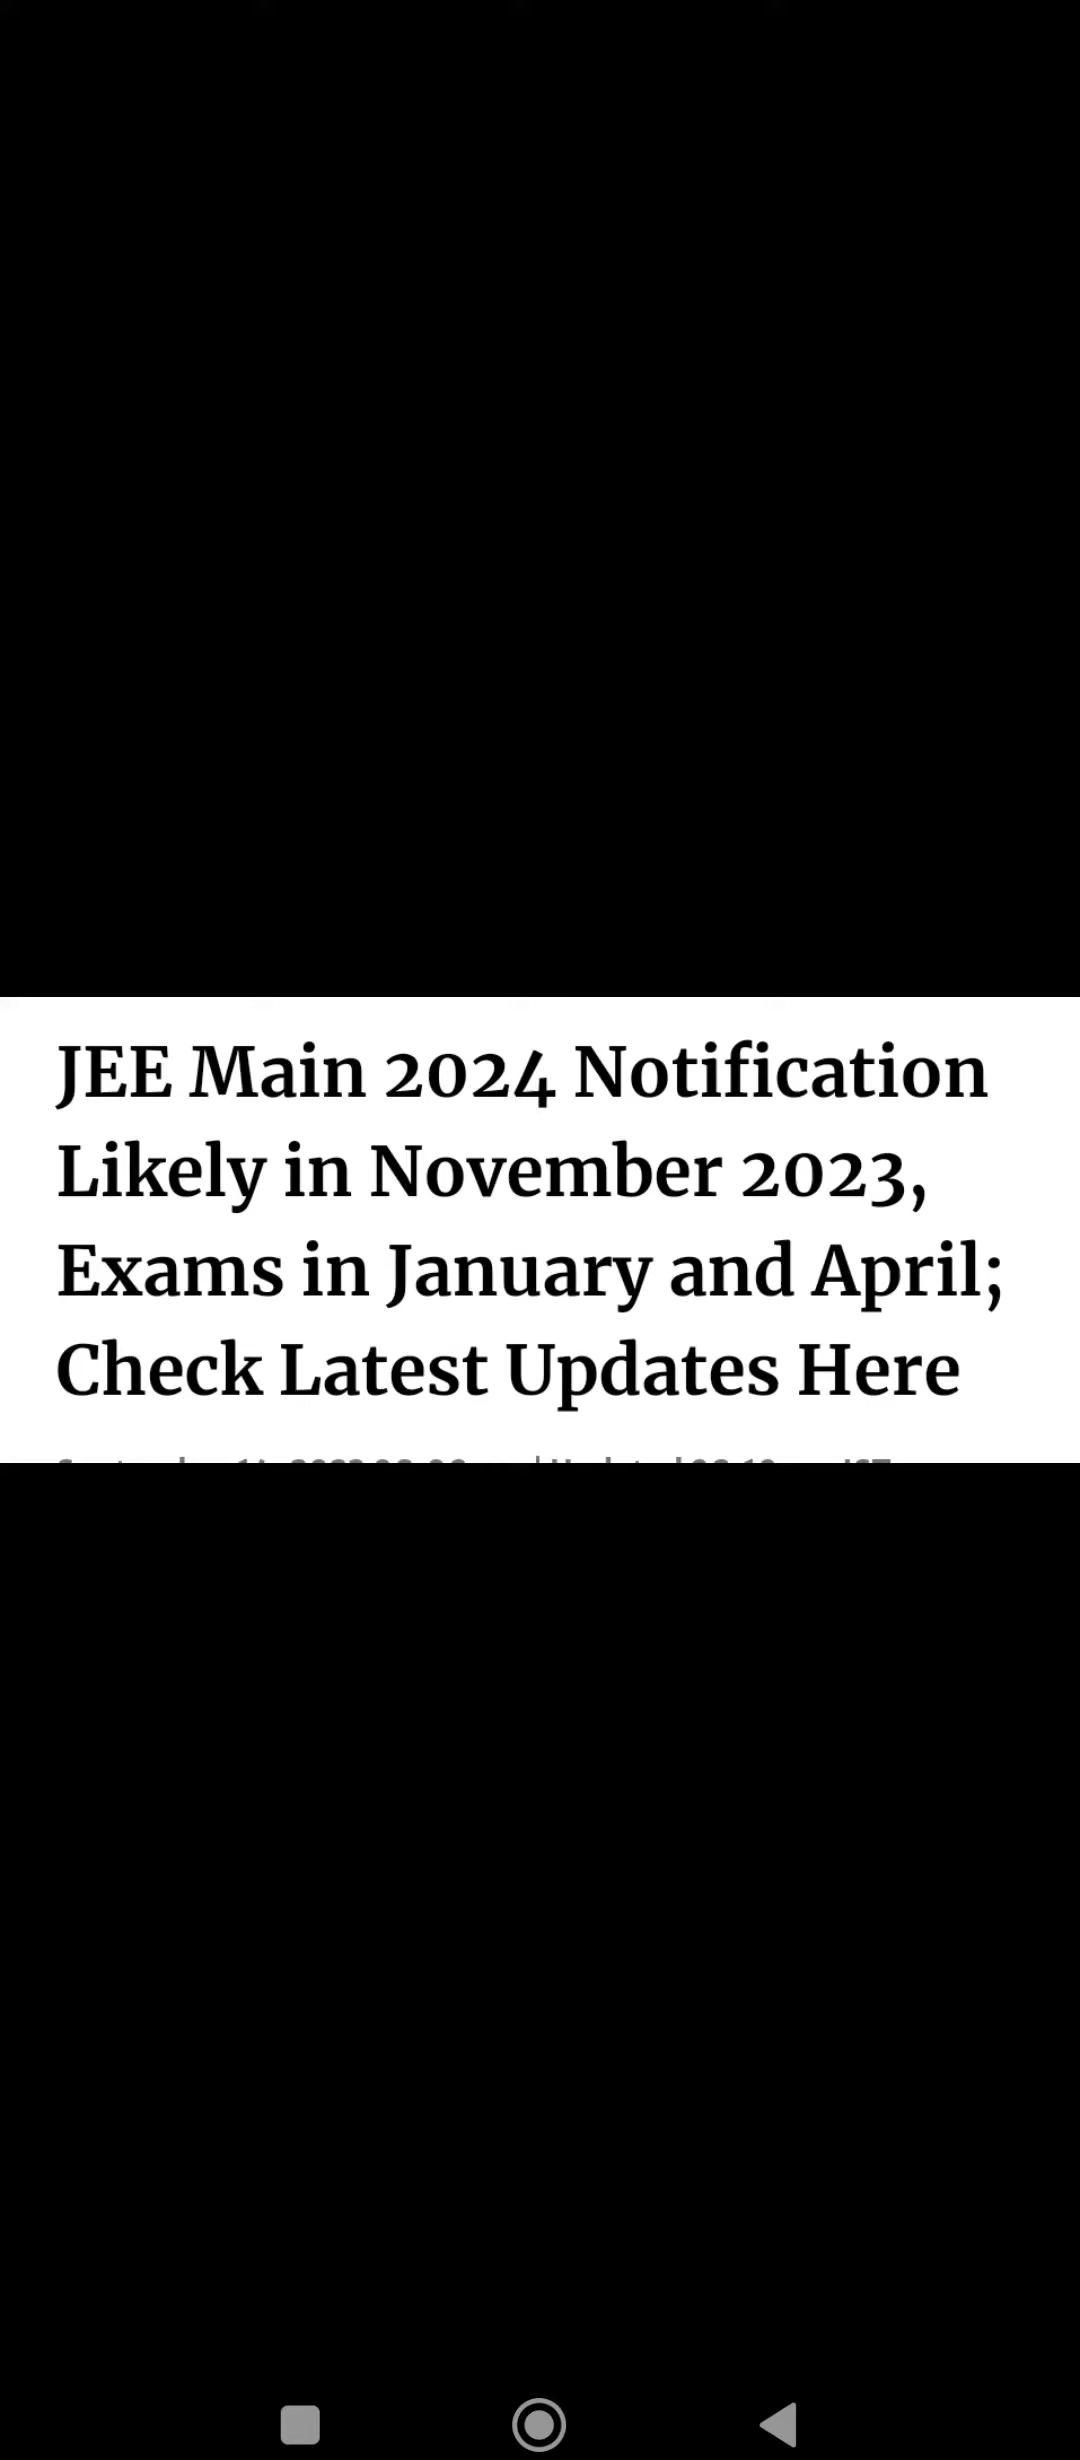 JEE Main 2024 Notification
Likely in November 2023,
Exams in January and April;
Check Latest Updates Here